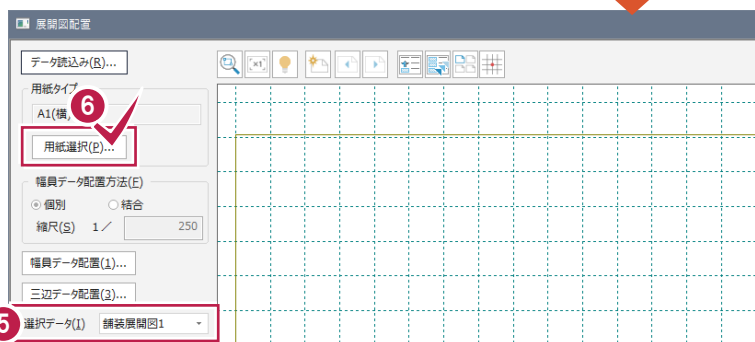 展開図配置
データ読込み(R)...
×1
用紙タイプ
A1(横
6
用紙選択(P)...
幅員データ配置方法(F)
個別 結合
縮尺(S) 1／ 250
幅員データ配置(1)...
三辺データ配置(3)...
5 選択データ(I) 舗装展開図1